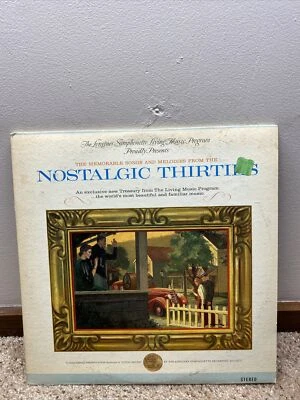 The Longines Symphonette Living Music Program
Proudly Presents
THE MEMORABLE SONGS AND MELODIES FROM THE
NOSTALGIC THIRTIES
An exclusive new Treasury from The Living Music Program
the world's most beautiful and familiar music
STEREO